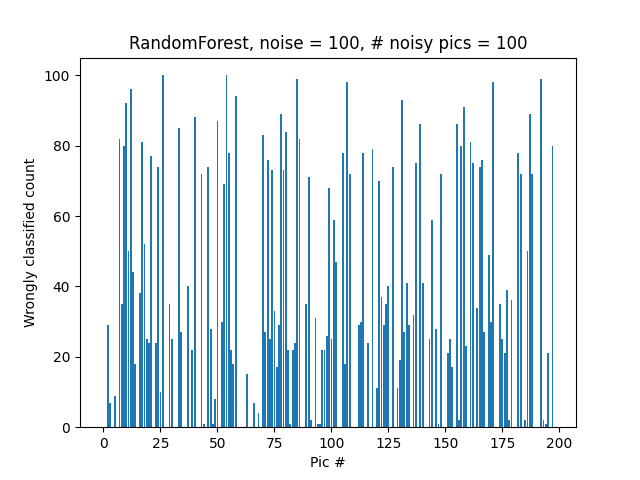 RandomForest, noise = 100, # noisy pics = 100
100
80
60
40
20
0
Wrongly classified count
0 25 50 75 100 125 150 175 200
Pic #